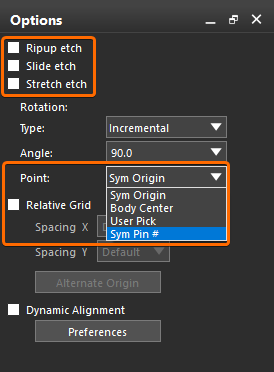 Options
Ripup etch
Slide etch
Stretch etch
Rotation:
Type: Incremental
Angle: 90.0
Point: Sym Origin
Sym Origin
Body Center
User Pick
Sym Pin #
Relative Grid
Spacing X
Spacing Y Default
Alternate Origin
Dynamic Alignment
Preferences